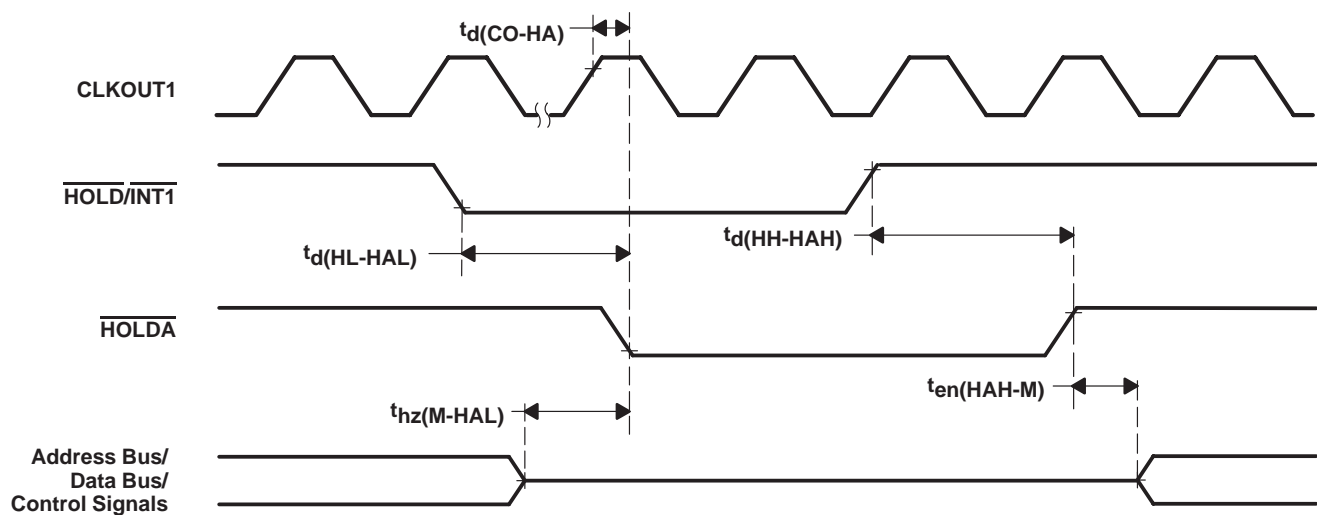 td(CO-HA)
CLKOUT1
HOLD/INT1
td(HH-HAH)
td(HL-HAL)
HOLDA
ten(HAH-M)
thz(M-HAL)
Address Bus/
Data Bus/
Control Signals